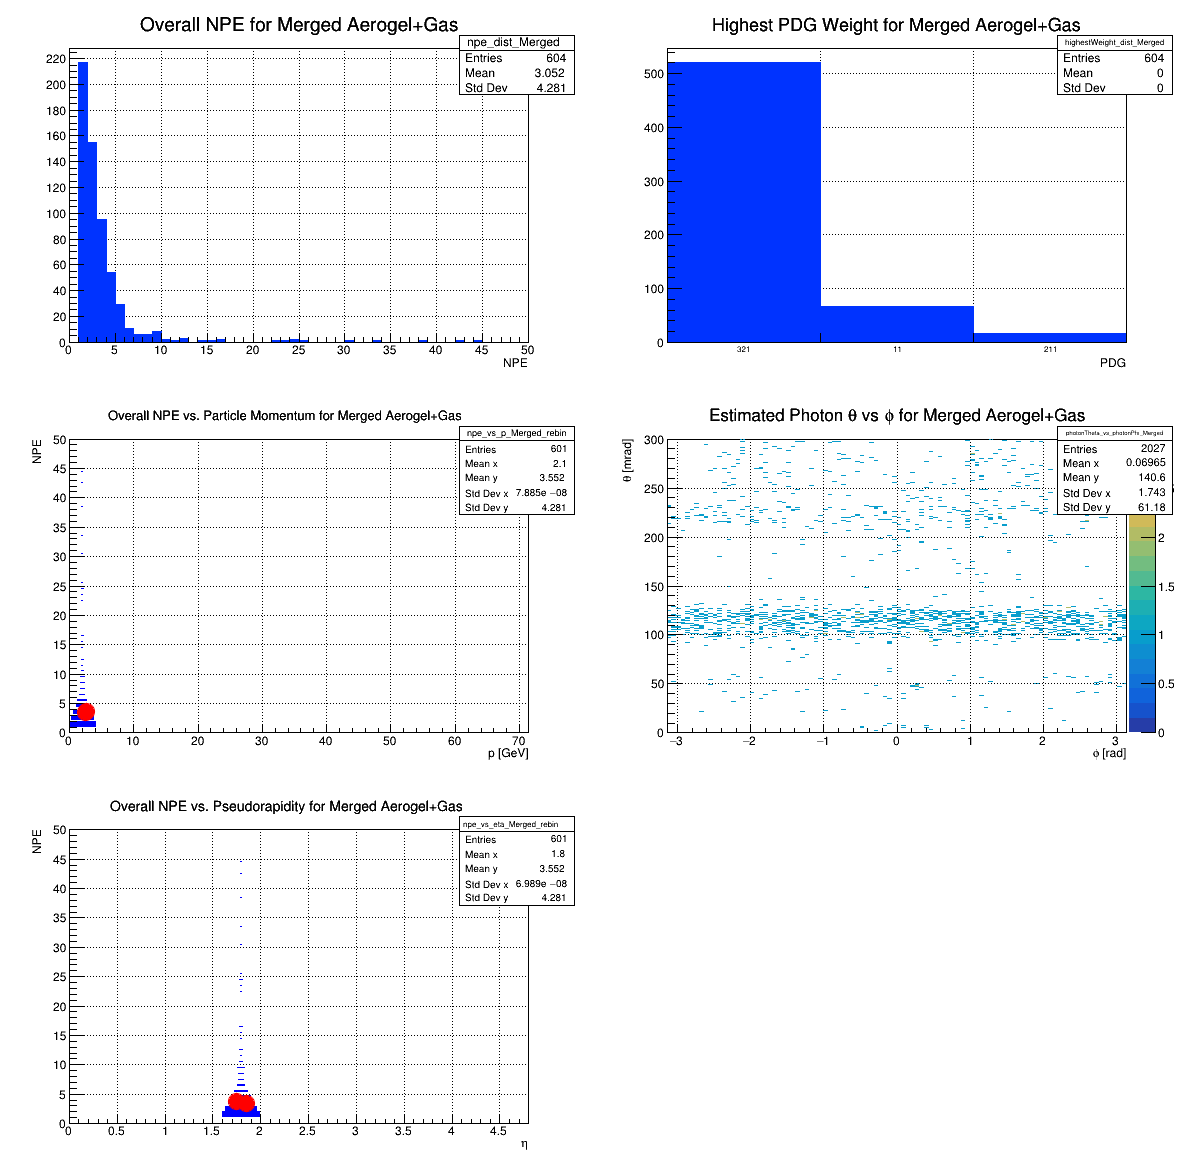 Overall NPE for Merged Aerogel+Gas
npe_dist_Merged
Entries 604
Mean 3.052
Std Dev 4.281
220
200
180
160
140
120
100
80
60
40
20
0
0 5 10 15 20 25 30 35 40 45 50
NPE
Highest PDG Weight for Merged Aerogel+Gas
highestWeight_dist_Merged
Entries 604
Mean 0
Std Dev 0
500
400
300
200
100
0
321 11 211
PDG
Overall NPE vs. Particle Momentum for Merged Aerogel+Gas
npe_vs_p_Merged_rebin
Entries 601
Mean x 2.1
Mean y 3.552
Std Dev x 7.885e −08
Std Dev y 4.281
NPE
50
45
40
35
30
25
20
15
10
5
0
0 10 20 30 40 50 60 70
p [GeV]
Estimated Photon θ vs ϕ for Merged Aerogel+Gas
photonTheta_vs_photonPhi_Merged
Entries 2027
Mean x 0.06965
Mean y 140.6
Std Dev x 1.743
Std Dev y 61.18
θ [mrad]
300
250
200
150
100
50
0
−3 −2 −1 0 1 2 3
ϕ [rad]
2
1.5
1
0.5
0
Overall NPE vs. Pseudorapidity for Merged Aerogel+Gas
npe_vs_eta_Merged_rebin
Entries 601
Mean x 1.8
Mean y 3.552
Std Dev x 6.989e −08
Std Dev y 4.281
NPE
50
45
40
35
30
25
20
15
10
5
0
0 0.5 1 1.5 2 2.5 3 3.5 4 4.5
η